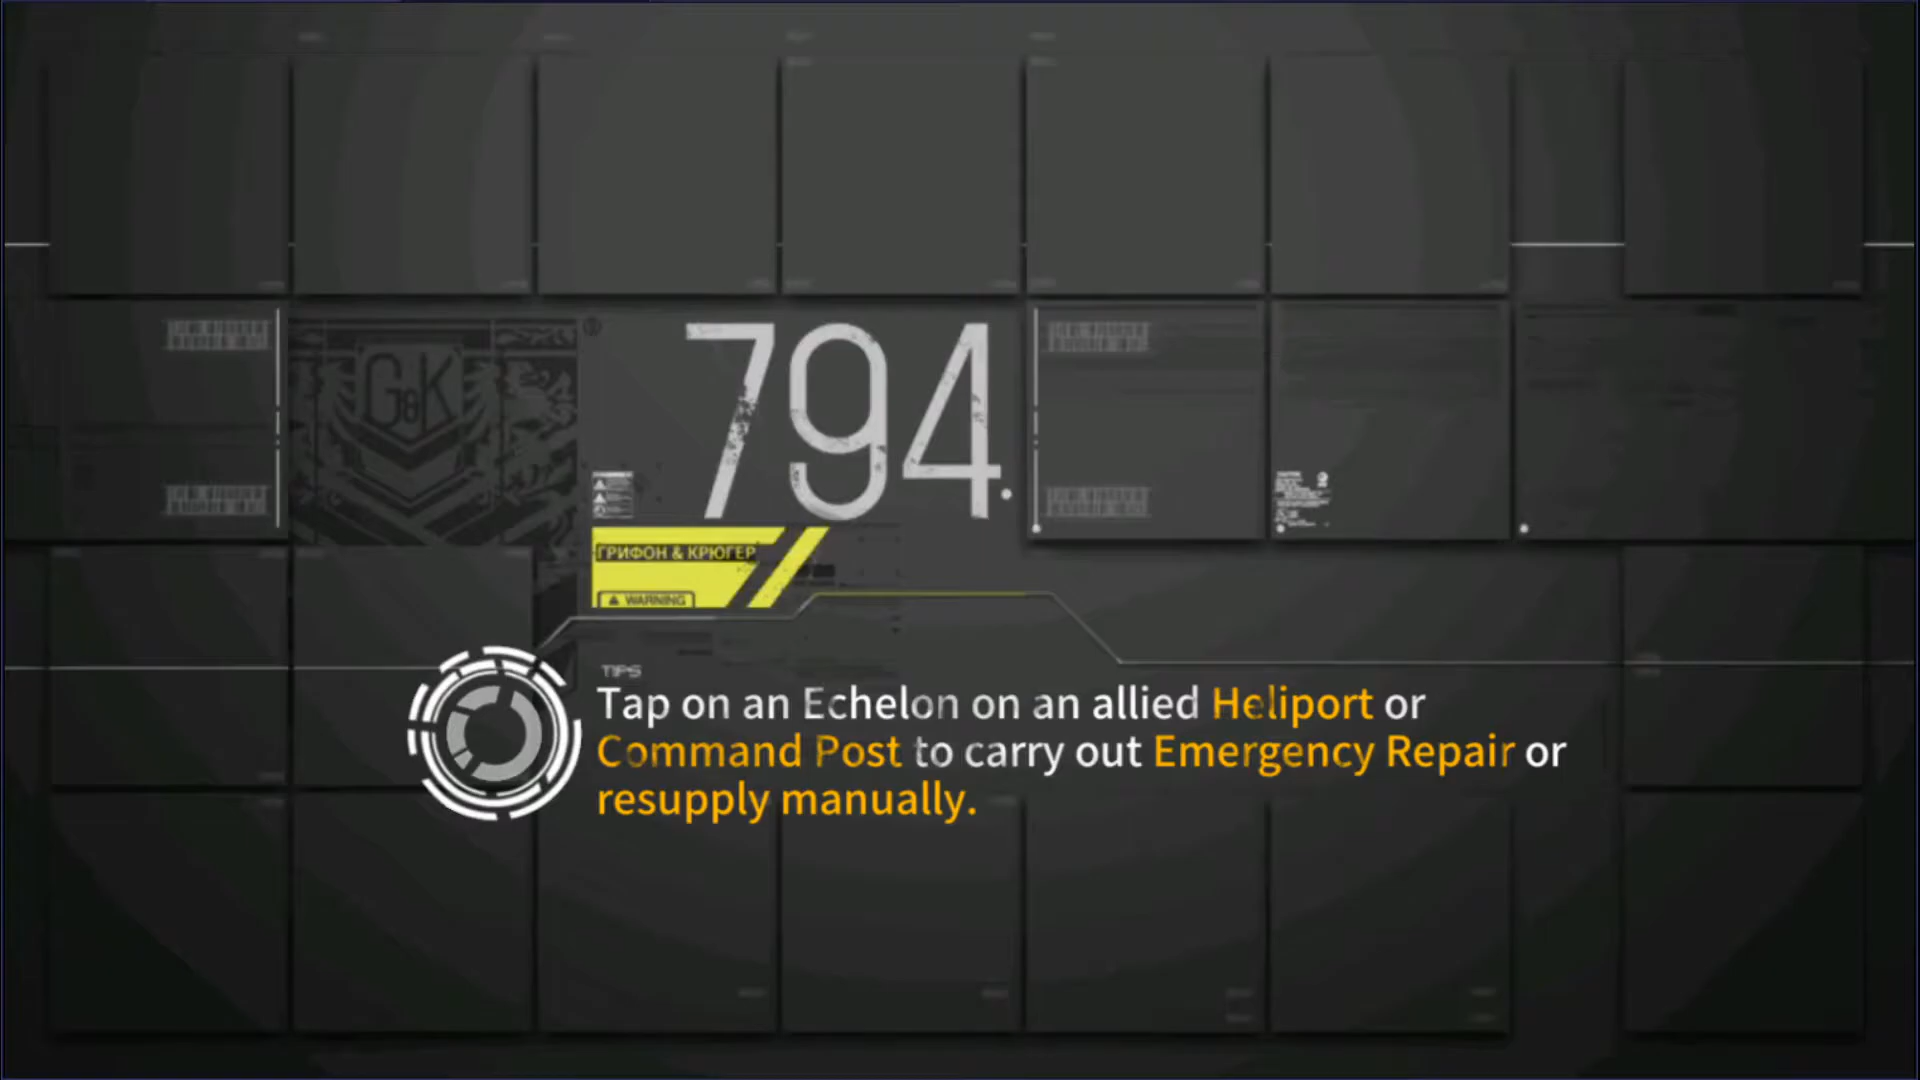 G&K
794.
ГРИФОН & КРЮГЕР
WARNING
TIPS
Tap on an Echelon on an allied Heliport or
Command Post to carry out Emergency Repair or
resupply manually.